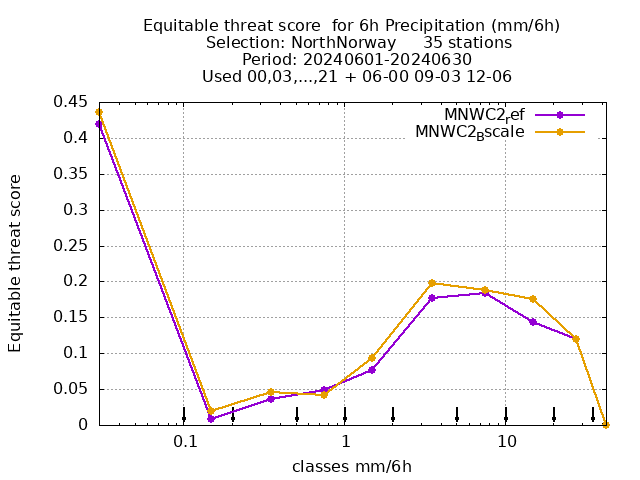 Equitable threat score  for 6h Precipitation (mm/6h)
Selection: NorthNorway     35 stations
Period: 20240601-20240630
Used 00,03,...,21 + 06-00 09-03 12-06
MNWC2ref
MNWC2Bscale
0.45
0.4
0.35
0.3
0.25
0.2
0.15
0.1
0.05
0
Equitable threat score
0.1 1 10
classes mm/6h